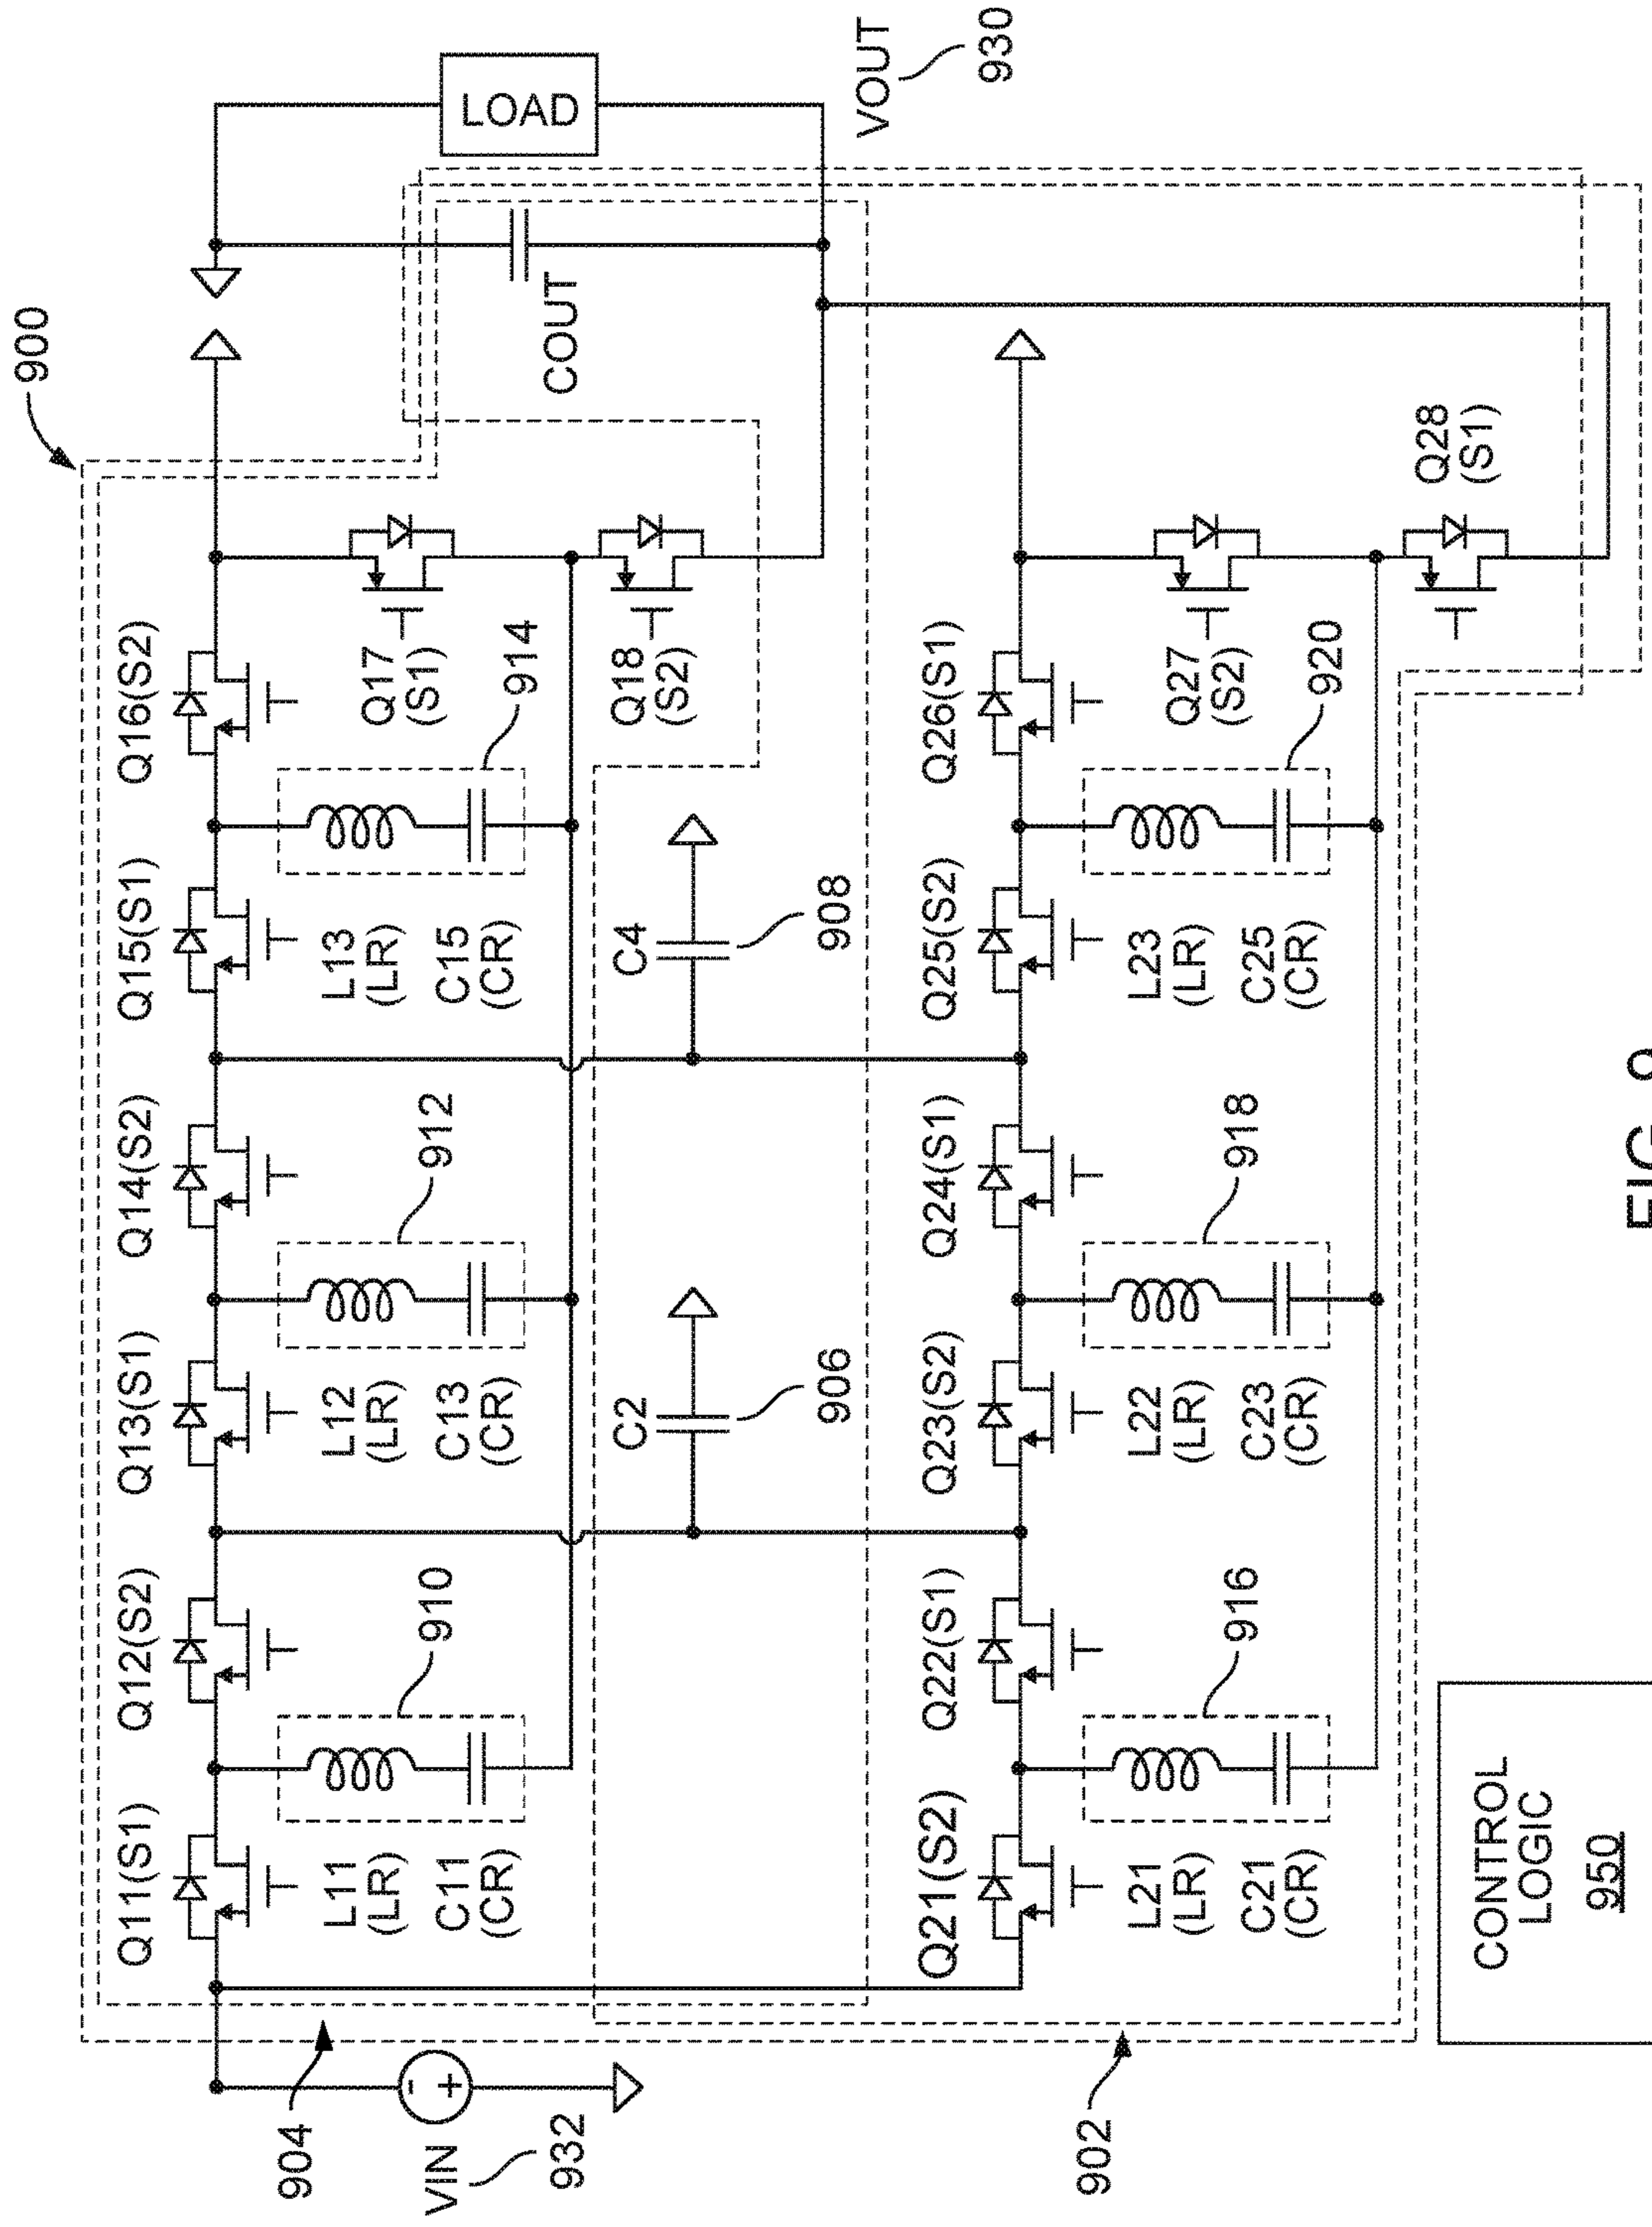 900
Q11(S1)
Q12(S2)
Q13(S1)
Q14(S2)
Q15(S1)
Q16(S2)
L11
(LR)
C11
(CR)
910
L12
(LR)
C13
(CR)
912
L13
(LR)
C15
(CR)
914
Q17
(S1)
Q18
(S2)
COUT
LOAD
VOUT
930
904
VIN
-
+
932
C2
906
C4
908
902
Q21(S2)
Q22(S1)
Q23(S2)
Q24(S1)
Q25(S2)
Q26(S1)
L21
(LR)
C21
(CR)
916
L22
(LR)
C23
(CR)
918
L23
(LR)
C25
(CR)
920
Q27
(S2)
Q28
(S1)
CONTROL
LOGIC
950